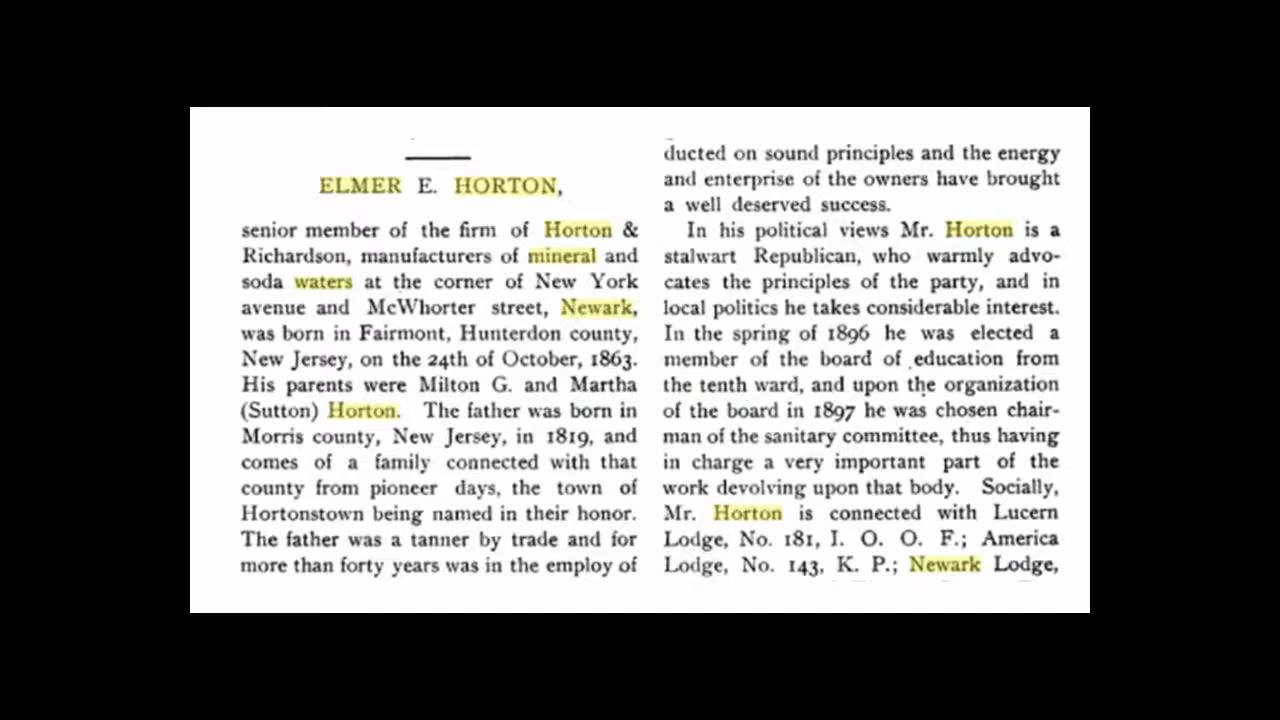 ELMER E. HORTON,
senior member of the firm of Horton &
Richardson, manufacturers of mineral and
soda waters at the corner of New York
avenue and McWhorter street, Newark,
was born in Fairmont, Hunterdon county,
New Jersey, on the 24th of October, 1863.
His parents were Milton G. and Martha
(Sutton) Horton. The father was born in
Morris county, New Jersey, in 1819, and
comes of a family connected with that
county from pioneer days, the town of
Hortonstown being named in their honor.
The father was a tanner by trade and for
more than forty years was in the employ of
ducted on sound principles and the energy
and enterprise of the owners have brought
a well deserved success.
In his political views Mr. Horton is a
stalwart Republican, who warmly advo-
cates the principles of the party, and in
local politics he takes considerable interest.
In the spring of 1896 he was elected a
member of the board of education from
the tenth ward, and upon the organization
of the board in 1897 he was chosen chair-
man of the sanitary committee, thus having
in charge a very important part of the
work devolving upon that body. Socially,
Mr. Horton is connected with Lucern
Lodge, No. 181, I. O. O. F.; America
Lodge, No. 143, K. P.; Newark Lodge,